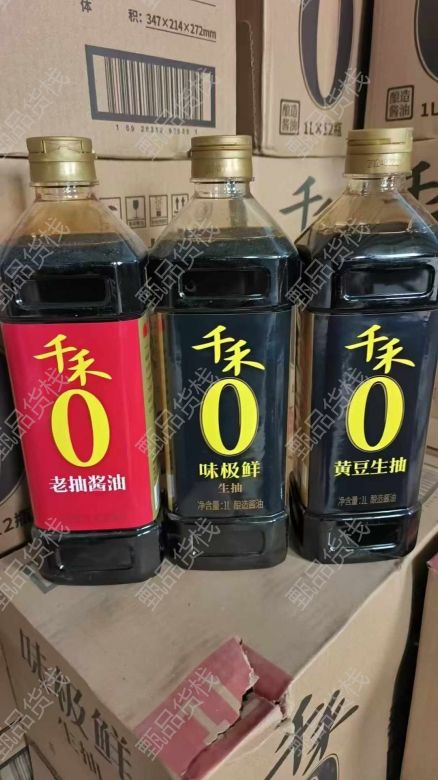 积：347×214×272mm
酿造
酱油
1L×12瓶
千禾
0
老抽酱油
千禾
0
味极鲜
生抽
净含量:1L 酿造酱油
千禾
0
黄豆生抽
净含量:1L 酿造酱油
味极鲜
生抽
甄品货栈